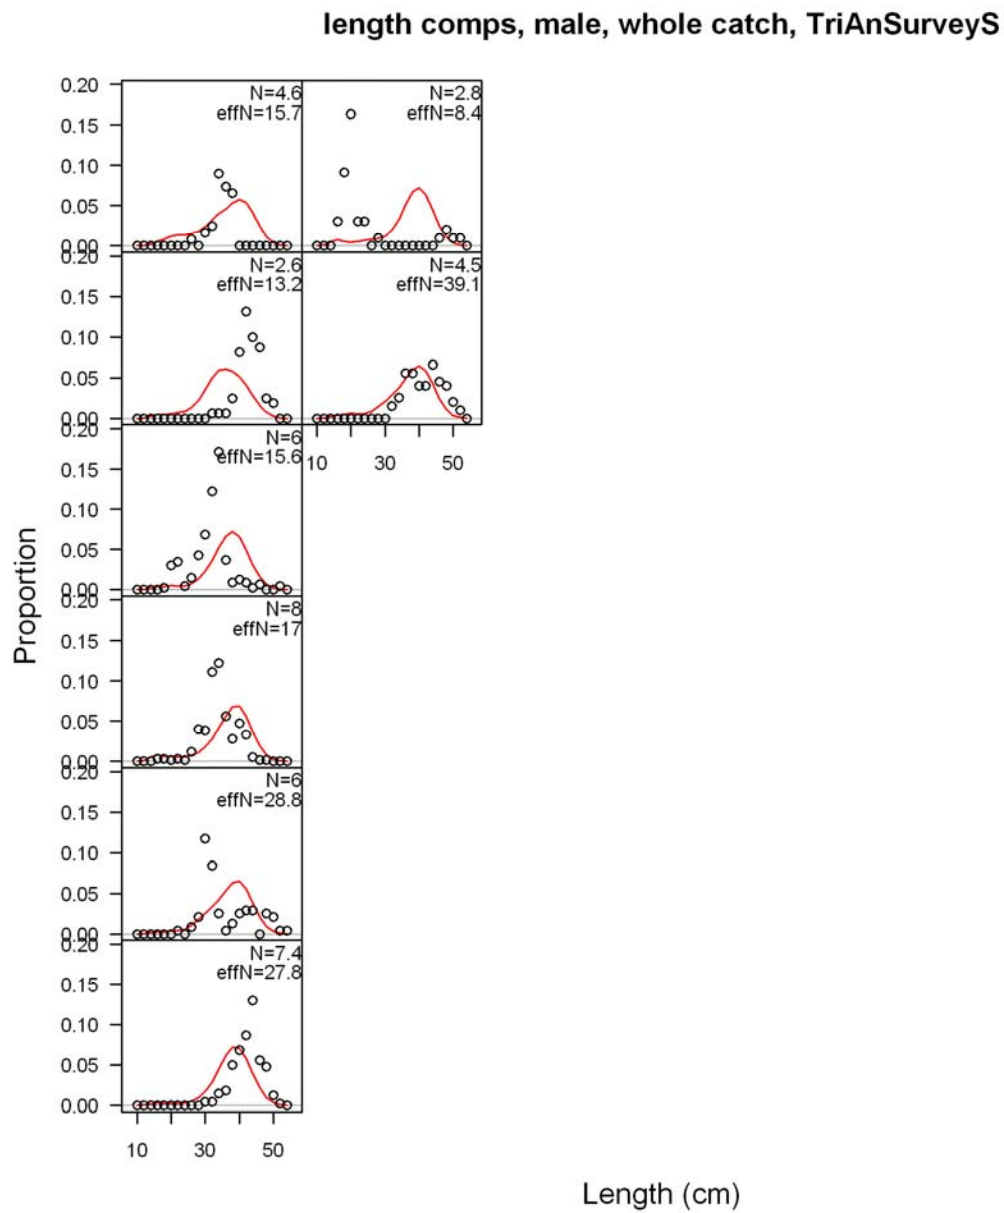 length comps, male, whole catch, TriAnSurveyS
0.20
0.15
0.10
0.05
0.00
N=4.6
effN=15.7
N=2.8
effN=8.4
0.20
0.15
0.10
0.05
0.00
N=2.6
effN=13.2
N=4.5
effN=39.1
10
30
50
0.20
0.15
0.10
0.05
0.00
N=6
effN=15.6
0.20
0.15
0.10
0.05
0.00
N=8
effN=17
0.20
0.15
0.10
0.05
0.00
N=6
effN=28.8
0.20
0.15
0.10
0.05
0.00
N=7.4
effN=27.8
10
30
50
Proportion
Length (cm)